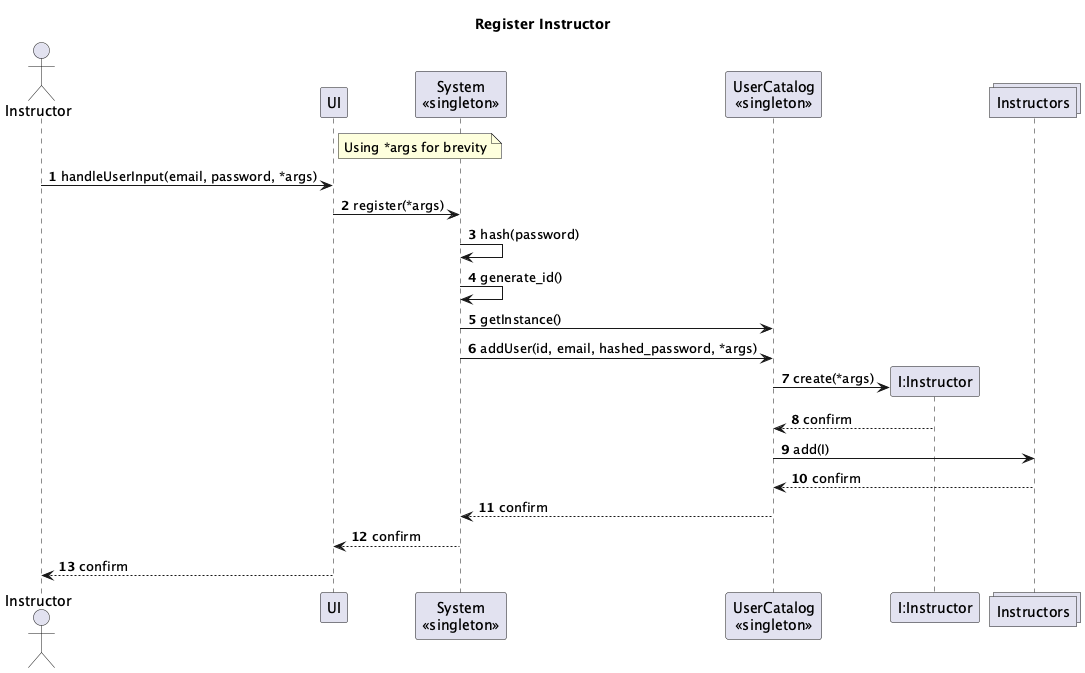 Register Instructor
Instructor
UI
System
«singleton»
UserCatalog
«singleton»
Instructors
Using *args for brevity
1 handleUserInput(email, password, *args)
2 register(*args)
3 hash(password)
4 generate_id()
5 getInstance()
6 addUser(id, email, hashed_password, *args)
7 create(*args)
I:Instructor
8 confirm
9 add(I)
10 confirm
11 confirm
12 confirm
13 confirm
Instructor
UI
System
«singleton»
UserCatalog
«singleton»
I:Instructor
Instructors